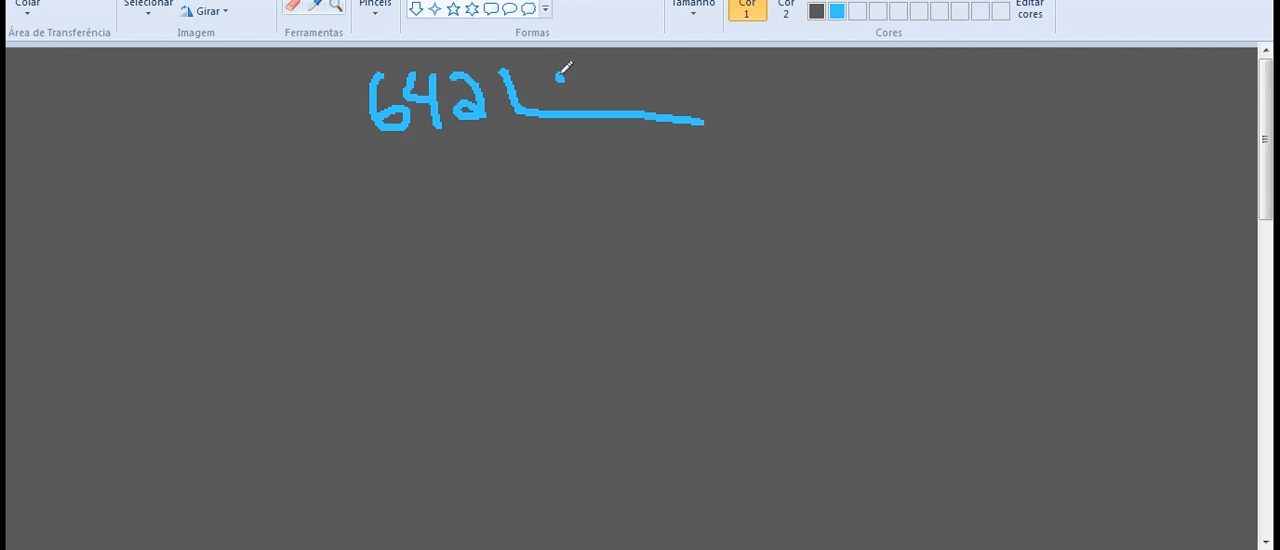 Colar Selecionar Girar Pincéis Tamanho Cor 1 Cor 2 Editar cores
Área de Transferência Imagem Ferramentas Formas Cores
642